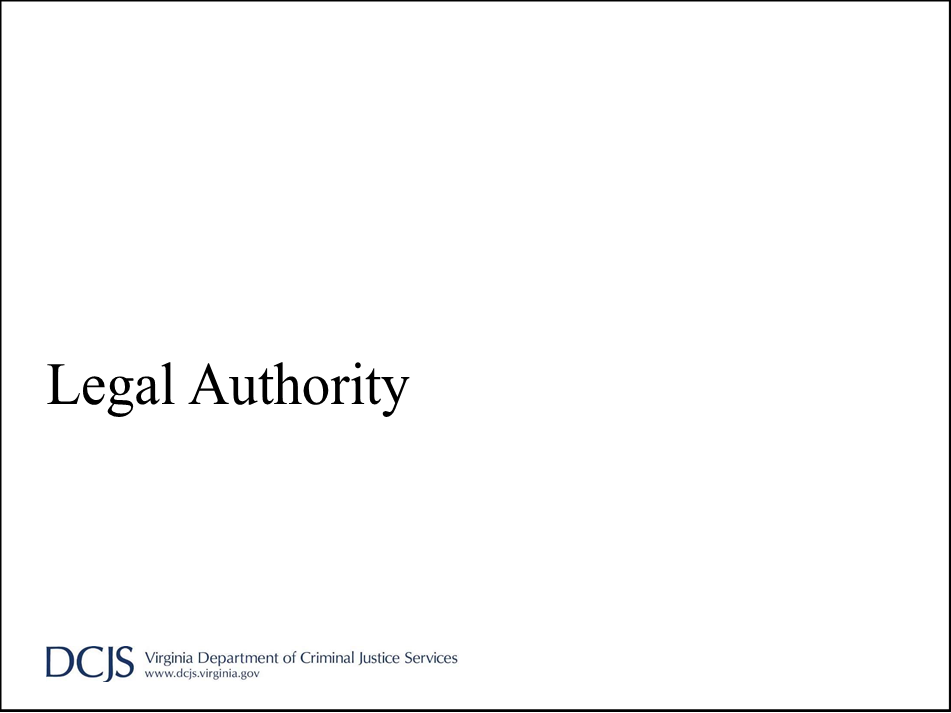 Legal Authority
DCJS Virginia Department of Criminal Justice Services
www.dcjs.virginia.gov